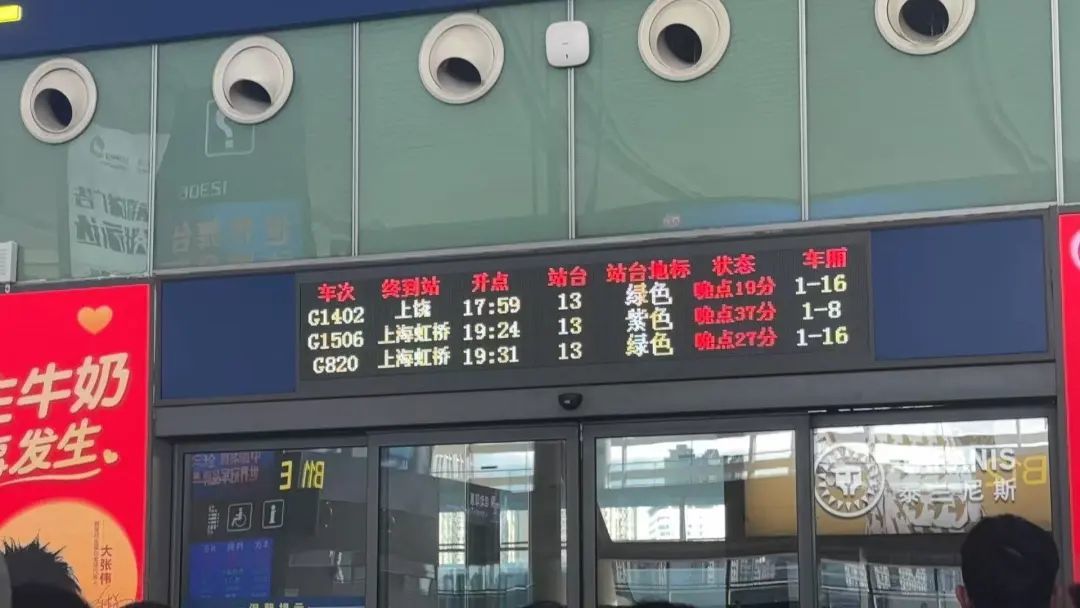 车次 终到站 开点 站台 站台地标 状态 车厢
G1402 上饶 17:59 13 绿色 晚点19分 1-16
G1506 上海虹桥 19:24 13 紫色 晚点37分 1-8
G820 上海虹桥 19:31 13 绿色 晚点27分 1-16
牛奶
发生
大张伟
B11 E
泰兰尼斯